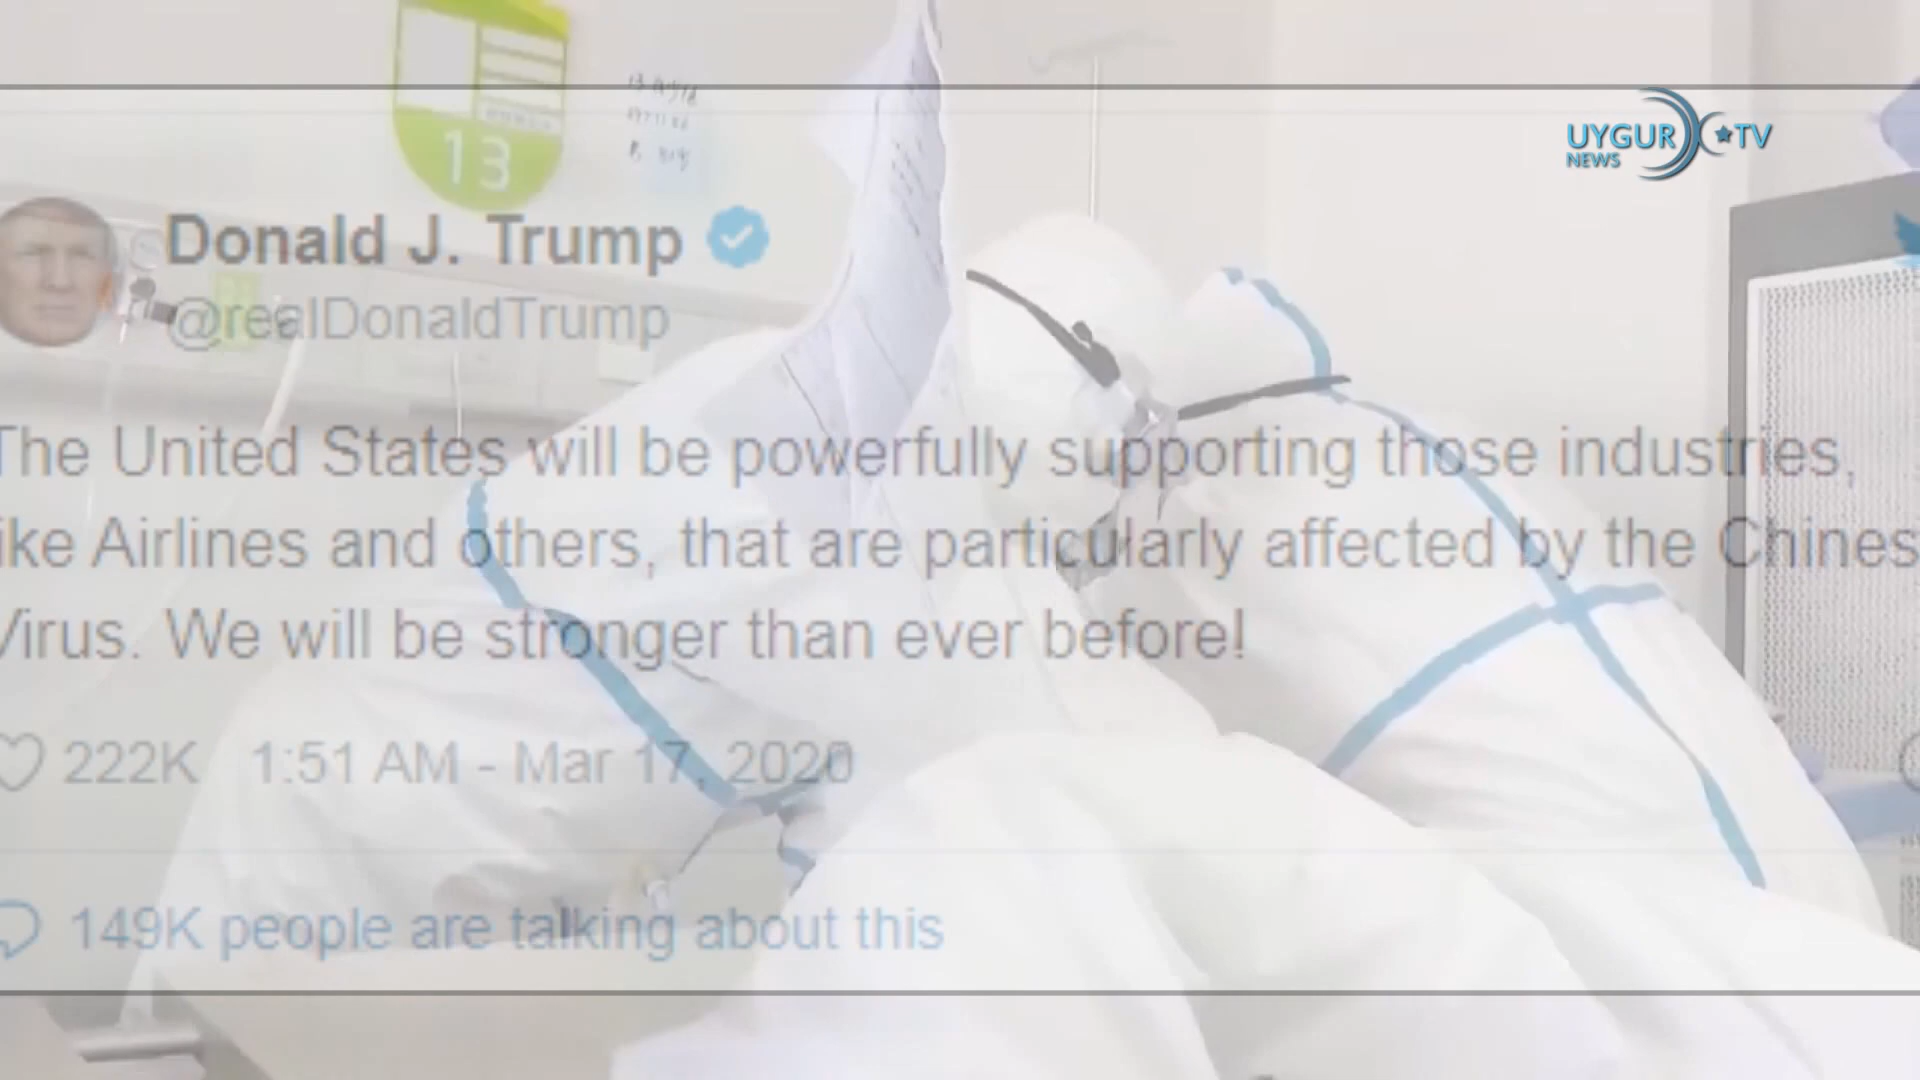 13
UYGUR TV
NEWS
Donald J. Trump
@realDonaldTrump
The United States will be powerfully supporting those industries,
like Airlines and others, that are particularly affected by the Chines
Virus. We will be stronger than ever before!
222K 1:51 AM - Mar 17, 2020
149K people are talking about this